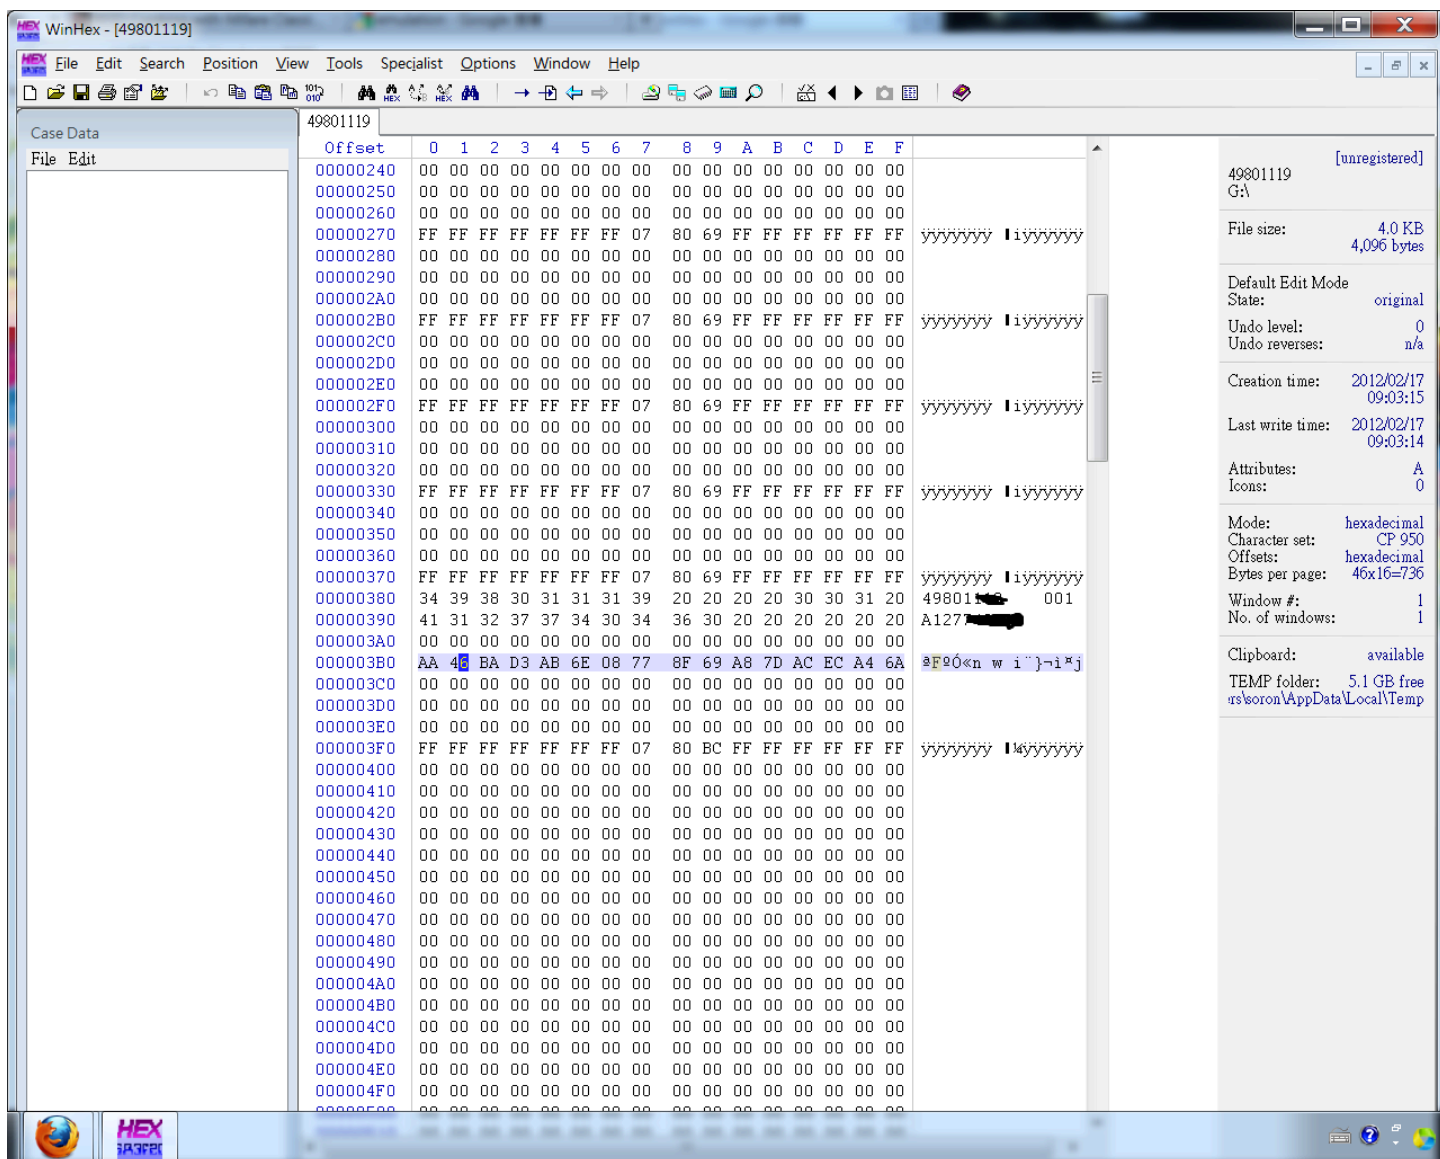 WinHex - [49801119]
File Edit Search Position View Tools Specialist Options Window Help
Case Data
File Edit
49801119
Offset 0 1 2 3 4 5 6 7 8 9 A B C D E F
00000240 00 00 00 00 00 00 00 00 00 00 00 00 00 00 00 00
00000250 00 00 00 00 00 00 00 00 00 00 00 00 00 00 00 00
00000260 00 00 00 00 00 00 00 00 00 00 00 00 00 00 00 00
00000270 FF FF FF FF FF FF FF 07 80 69 FF FF FF FF FF FF ÿÿÿÿÿÿÿ iÿÿÿÿÿÿ
00000280 00 00 00 00 00 00 00 00 00 00 00 00 00 00 00 00
00000290 00 00 00 00 00 00 00 00 00 00 00 00 00 00 00 00
000002A0 00 00 00 00 00 00 00 00 00 00 00 00 00 00 00 00
000002B0 FF FF FF FF FF FF FF 07 80 69 FF FF FF FF FF FF ÿÿÿÿÿÿÿ iÿÿÿÿÿÿ
000002C0 00 00 00 00 00 00 00 00 00 00 00 00 00 00 00 00
000002D0 00 00 00 00 00 00 00 00 00 00 00 00 00 00 00 00
000002E0 00 00 00 00 00 00 00 00 00 00 00 00 00 00 00 00
000002F0 FF FF FF FF FF FF FF 07 80 69 FF FF FF FF FF FF ÿÿÿÿÿÿÿ iÿÿÿÿÿÿ
00000300 00 00 00 00 00 00 00 00 00 00 00 00 00 00 00 00
00000310 00 00 00 00 00 00 00 00 00 00 00 00 00 00 00 00
00000320 00 00 00 00 00 00 00 00 00 00 00 00 00 00 00 00
00000330 FF FF FF FF FF FF FF 07 80 69 FF FF FF FF FF FF ÿÿÿÿÿÿÿ iÿÿÿÿÿÿ
00000340 00 00 00 00 00 00 00 00 00 00 00 00 00 00 00 00
00000350 00 00 00 00 00 00 00 00 00 00 00 00 00 00 00 00
00000360 00 00 00 00 00 00 00 00 00 00 00 00 00 00 00 00
00000370 FF FF FF FF FF FF FF 07 80 69 FF FF FF FF FF FF ÿÿÿÿÿÿÿ iÿÿÿÿÿÿ
00000380 34 39 38 30 31 31 31 39 20 20 20 20 30 30 31 20 49801 001
00000390 41 31 32 37 37 34 30 34 36 30 20 20 20 20 20 20 A127
000003A0 00 00 00 00 00 00 00 00 00 00 00 00 00 00 00 00
000003B0 AA 46 BA D3 AB 6E 08 77 8F 69 A8 7D AC EC A4 6A ªFºÓ«n w i¨}¬ì¤j
000003C0 00 00 00 00 00 00 00 00 00 00 00 00 00 00 00 00
000003D0 00 00 00 00 00 00 00 00 00 00 00 00 00 00 00 00
000003E0 00 00 00 00 00 00 00 00 00 00 00 00 00 00 00 00
000003F0 FF FF FF FF FF FF FF 07 80 BC FF FF FF FF FF FF ÿÿÿÿÿÿÿ ¼ÿÿÿÿÿÿ
00000400 00 00 00 00 00 00 00 00 00 00 00 00 00 00 00 00
00000410 00 00 00 00 00 00 00 00 00 00 00 00 00 00 00 00
00000420 00 00 00 00 00 00 00 00 00 00 00 00 00 00 00 00
00000430 00 00 00 00 00 00 00 00 00 00 00 00 00 00 00 00
00000440 00 00 00 00 00 00 00 00 00 00 00 00 00 00 00 00
00000450 00 00 00 00 00 00 00 00 00 00 00 00 00 00 00 00
00000460 00 00 00 00 00 00 00 00 00 00 00 00 00 00 00 00
00000470 00 00 00 00 00 00 00 00 00 00 00 00 00 00 00 00
00000480 00 00 00 00 00 00 00 00 00 00 00 00 00 00 00 00
00000490 00 00 00 00 00 00 00 00 00 00 00 00 00 00 00 00
000004A0 00 00 00 00 00 00 00 00 00 00 00 00 00 00 00 00
000004B0 00 00 00 00 00 00 00 00 00 00 00 00 00 00 00 00
000004C0 00 00 00 00 00 00 00 00 00 00 00 00 00 00 00 00
000004D0 00 00 00 00 00 00 00 00 00 00 00 00 00 00 00 00
000004E0 00 00 00 00 00 00 00 00 00 00 00 00 00 00 00 00
000004F0 00 00 00 00 00 00 00 00 00 00 00 00 00 00 00 00
[unregistered]
49801119
G:\
File size: 4.0 KB
4,096 bytes
Default Edit Mode
State: original
Undo level: 0
Undo reverses: n/a
Creation time: 2012/02/17
09:03:15
Last write time: 2012/02/17
09:03:14
Attributes: A
Icons: 0
Mode: hexadecimal
Character set: CP 950
Offsets: hexadecimal
Bytes per page: 46x16=736
Window #: 1
No. of windows: 1
Clipboard: available
TEMP folder: 5.1 GB free
rs\soron\AppData\Local\Temp
HEX